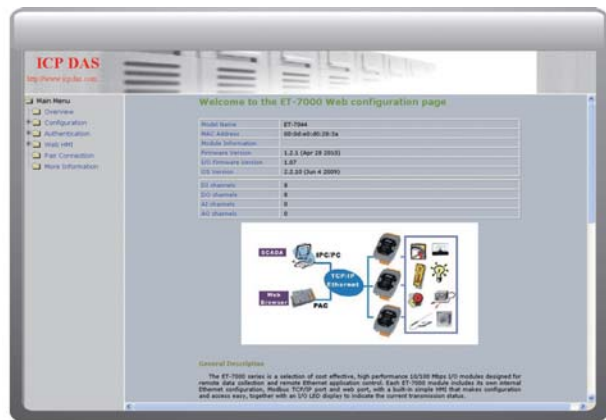 ICP DAS
http://www.icpdas.com
Main Menu
Overview
Configuration
Authentication
Web HMI
Pair Connection
More Information
Welcome to the ET-7000 Web configuration page
Model Name ET-7044
MAC Address
Module Information
Firmware Version 1.2.1 (Apr 28 2010)
I/O Firmware Version 1.07
OS Version 2.2.10 (Jun 4 2009)
DI channels 8
DO channels 8
AI channels 0
AO channels 0
SCADA
IPC/PC
TCP/IP
Ethernet
Web
Browser
PAC
General Description
The ET-7000 series is a selection of cost effective, high performance 10/100 Mbps I/O modules designed for
remote data collection and remote Ethernet application control. Each ET-7000 module includes its own internal
Ethernet configuration, Modbus TCP/IP port and web port, with a built-in simple HMI that makes configuration
and access easy, together with an I/O LED display to indicate the current transmission status.